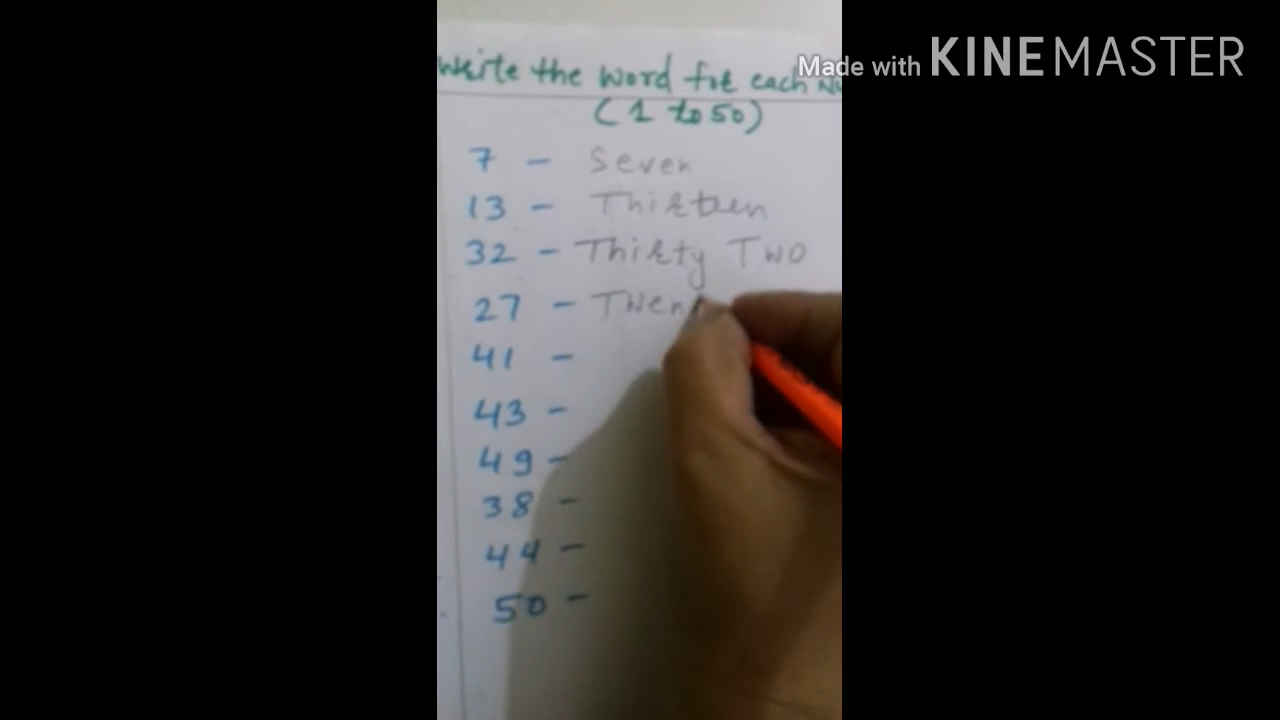 Made with KINEMASTER
Write the Word for each
(1 to 50)
7 - Seven
13 - Thirteen
32 - Thirty Two
27 - Twen
41 -
43 -
49 -
38 -
44 -
50 -